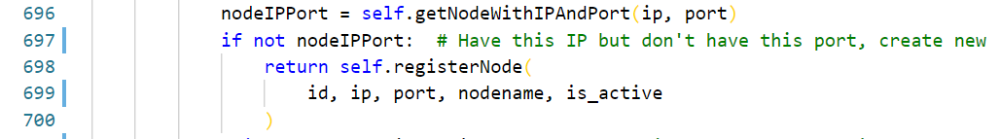 696 nodeIPPort = self.getNodeWithIPAndPort(ip, port)
697 if not nodeIPPort:  # Have this IP but don't have this port, create new
698 return self.registerNode(
699 id, ip, port, nodename, is_active
700 )